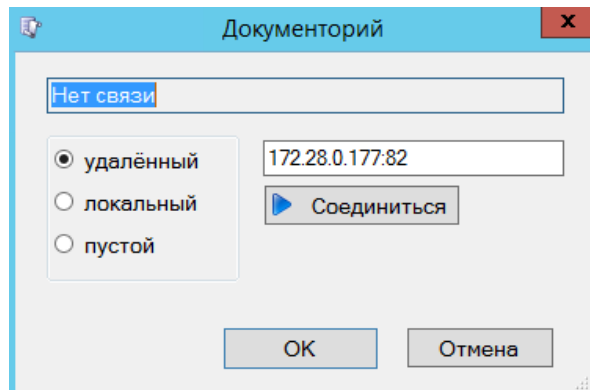 Документорий
x
Нет связи
удалённый
172.28.0.177:82
локальный
Соединиться
пустой
OK
Отмена